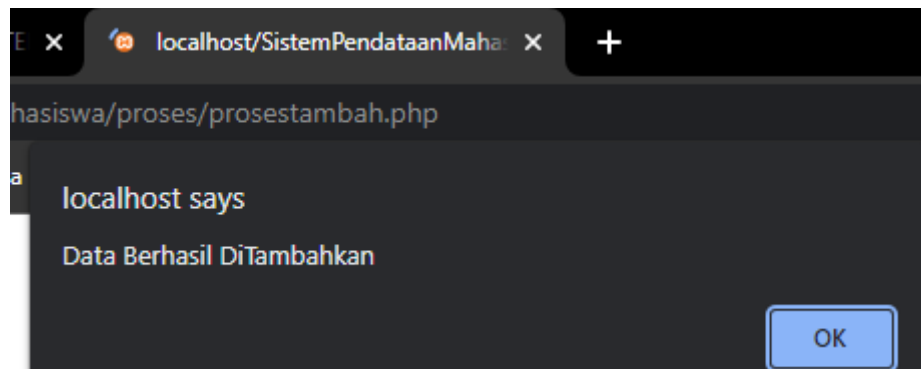 localhost/SistemPendataanMaha
hasiswa/proses/prosestambah.php
a
localhost says
Data Berhasil DiTambahkan
OK